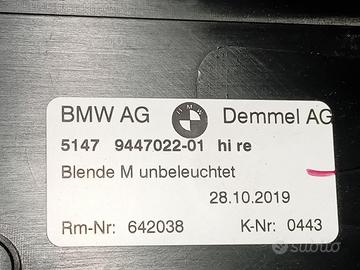 BMW AG BMW Demmel AG
5147 9447022-01 hi re
Blende M unbeleuchtet
28.10.2019
Rm-Nr: 642038 K-Nr: 0443
subito